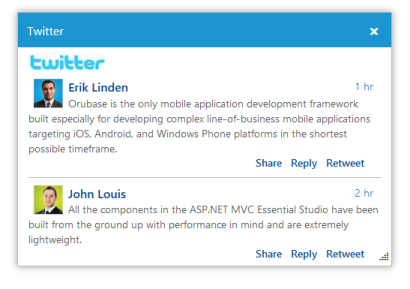 Twitter
twitter
Erik Linden 1 hr
Orubase is the only mobile application development framework
built especially for developing complex line-of-business mobile applications
targeting iOS, Android, and Windows Phone platforms in the shortest
possible timeframe.
Share Reply Retweet
John Louis 2 hr
All the components in the ASP.NET MVC Essential Studio have been
built from the ground up with performance in mind and are extremely
lightweight.
Share Reply Retweet